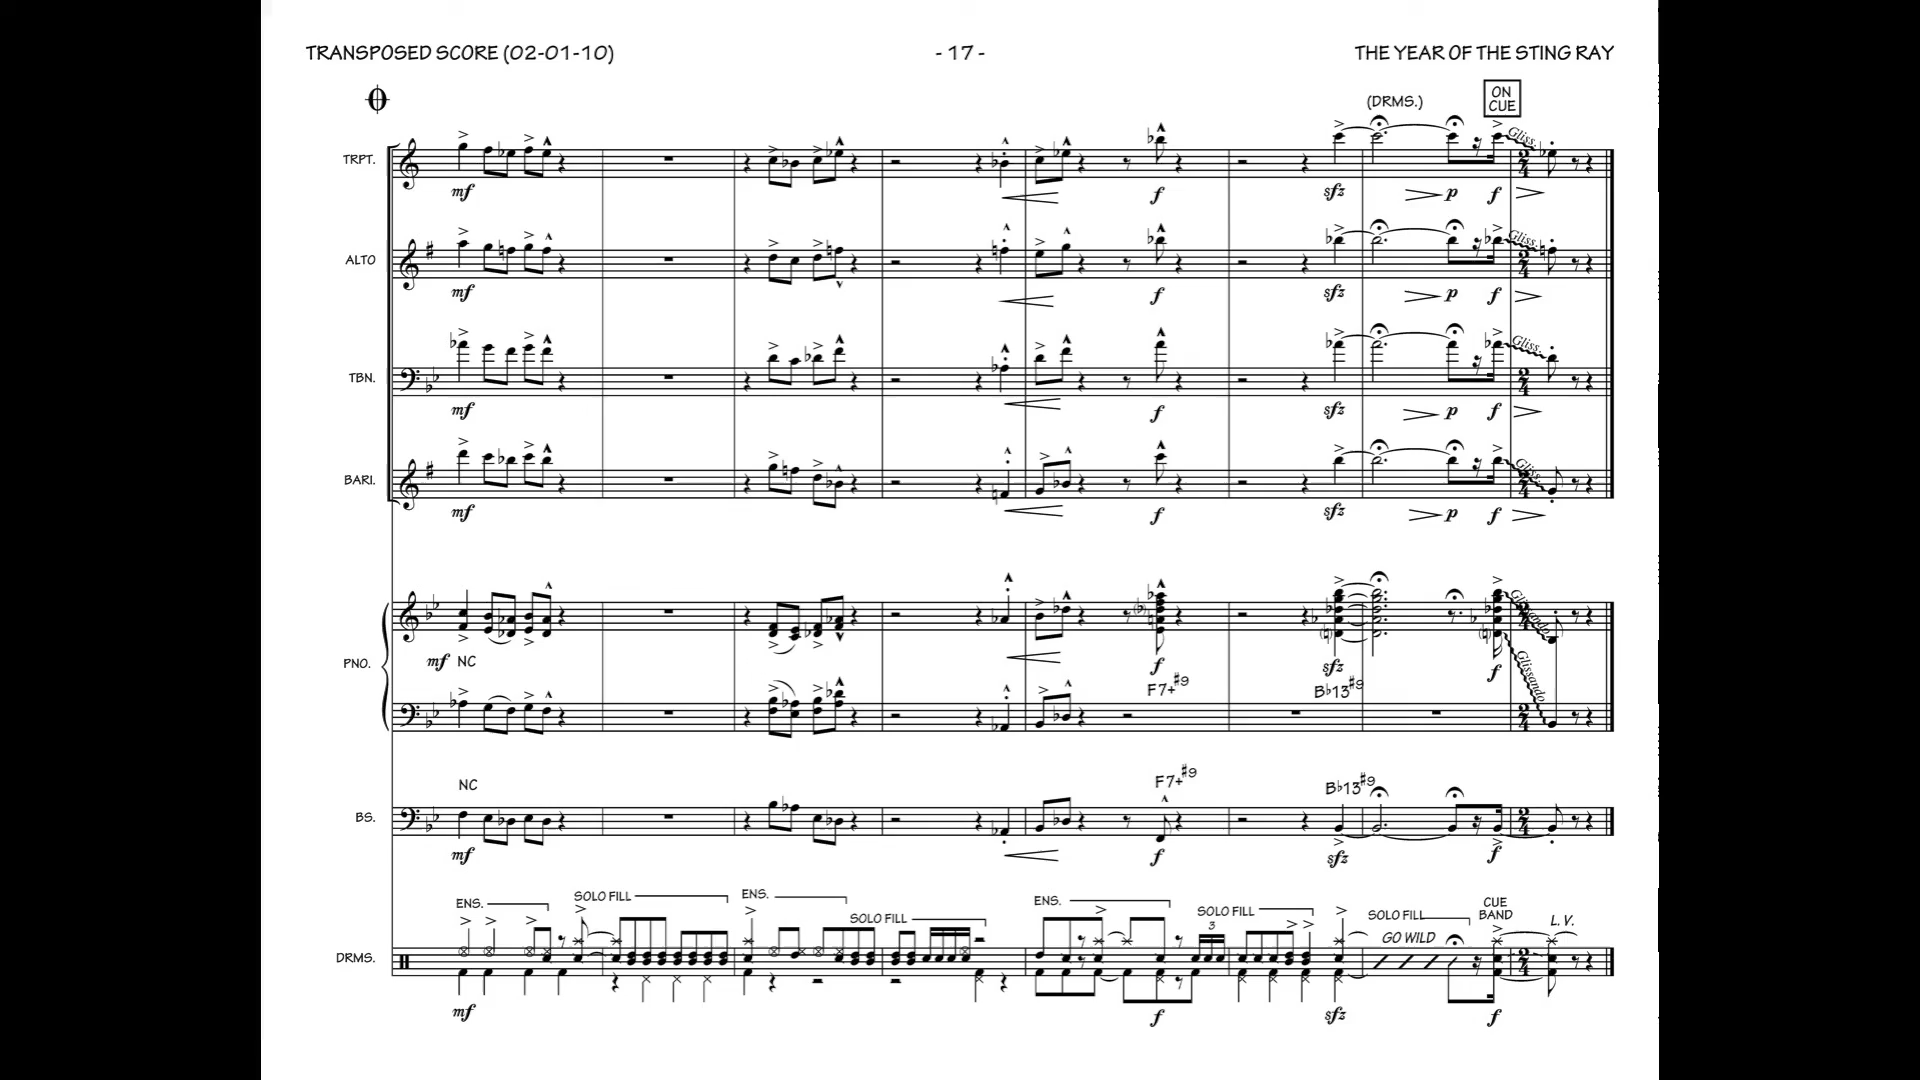 TRANSPOSED SCORE (02-01-10) - 17 - THE YEAR OF THE STING RAY
(DRMS.) ON CUE
TRPT. Gliss.
mf f sfz p f
ALTO Gliss.
mf f sfz p f
TBN. Gliss.
mf f sfz p f
BARI. Gliss.
mf f sfz p f
PNO. Glissando
mf NC f sfz f
F7+♯9 B♭13♯9
Glissando
NC F7+♯9 B♭13♯9
BS.
mf f sfz f
ENS. SOLO FILL ENS. SOLO FILL ENS. SOLO FILL SOLO FILL CUE BAND L.V.
3 GO WILD
DRMS.
mf f sfz f
2/4